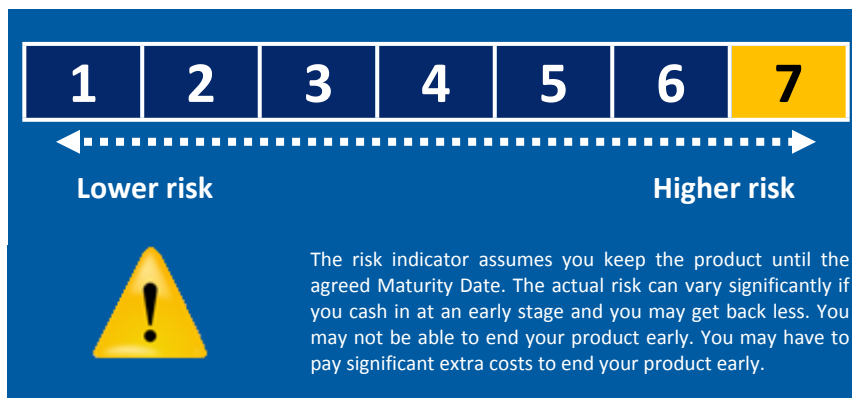 1 2 3 4 5 6 7
Lower risk Higher risk
The risk indicator assumes you keep the product until the
agreed Maturity Date. The actual risk can vary significantly if
you cash in at an early stage and you may get back less. You
may not be able to end your product early. You may have to
pay significant extra costs to end your product early.